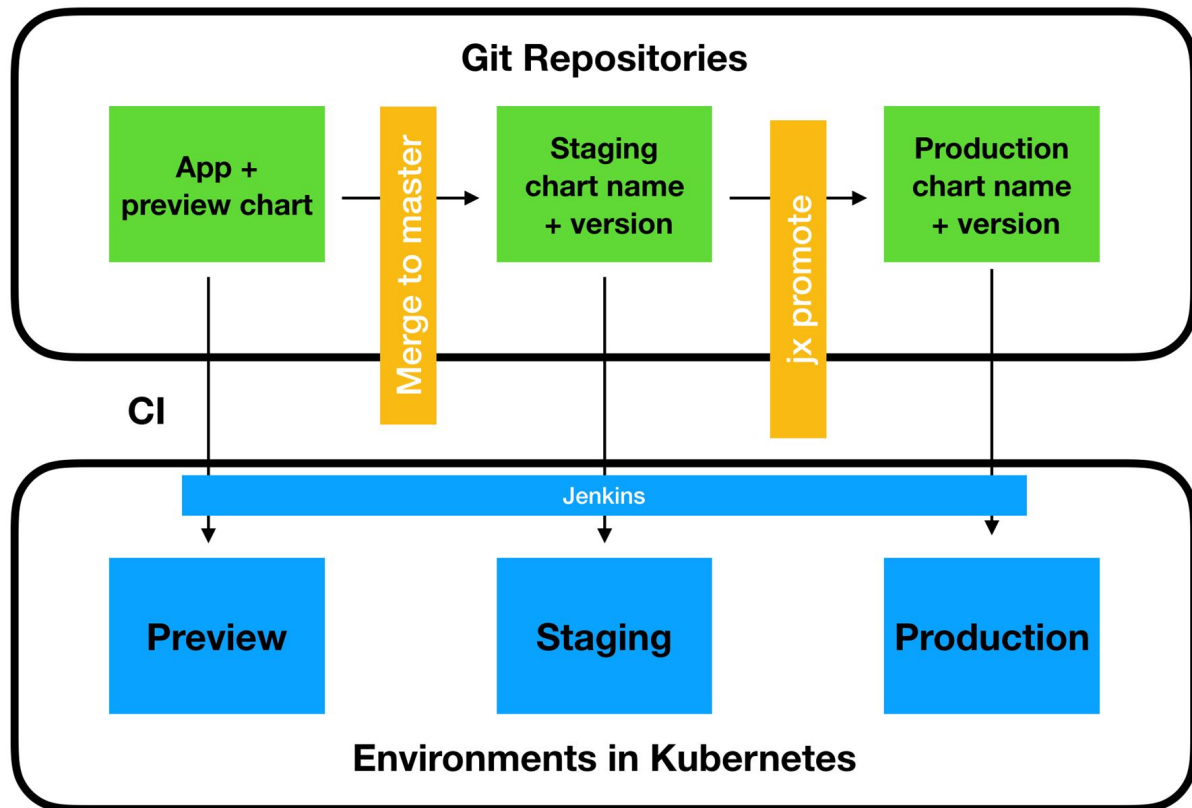 Git Repositories
App +
preview chart
Merge to master
Staging
chart name
+ version
jx promote
Production
chart name
+ version
CI
Jenkins
Preview
Staging
Production
Environments in Kubernetes